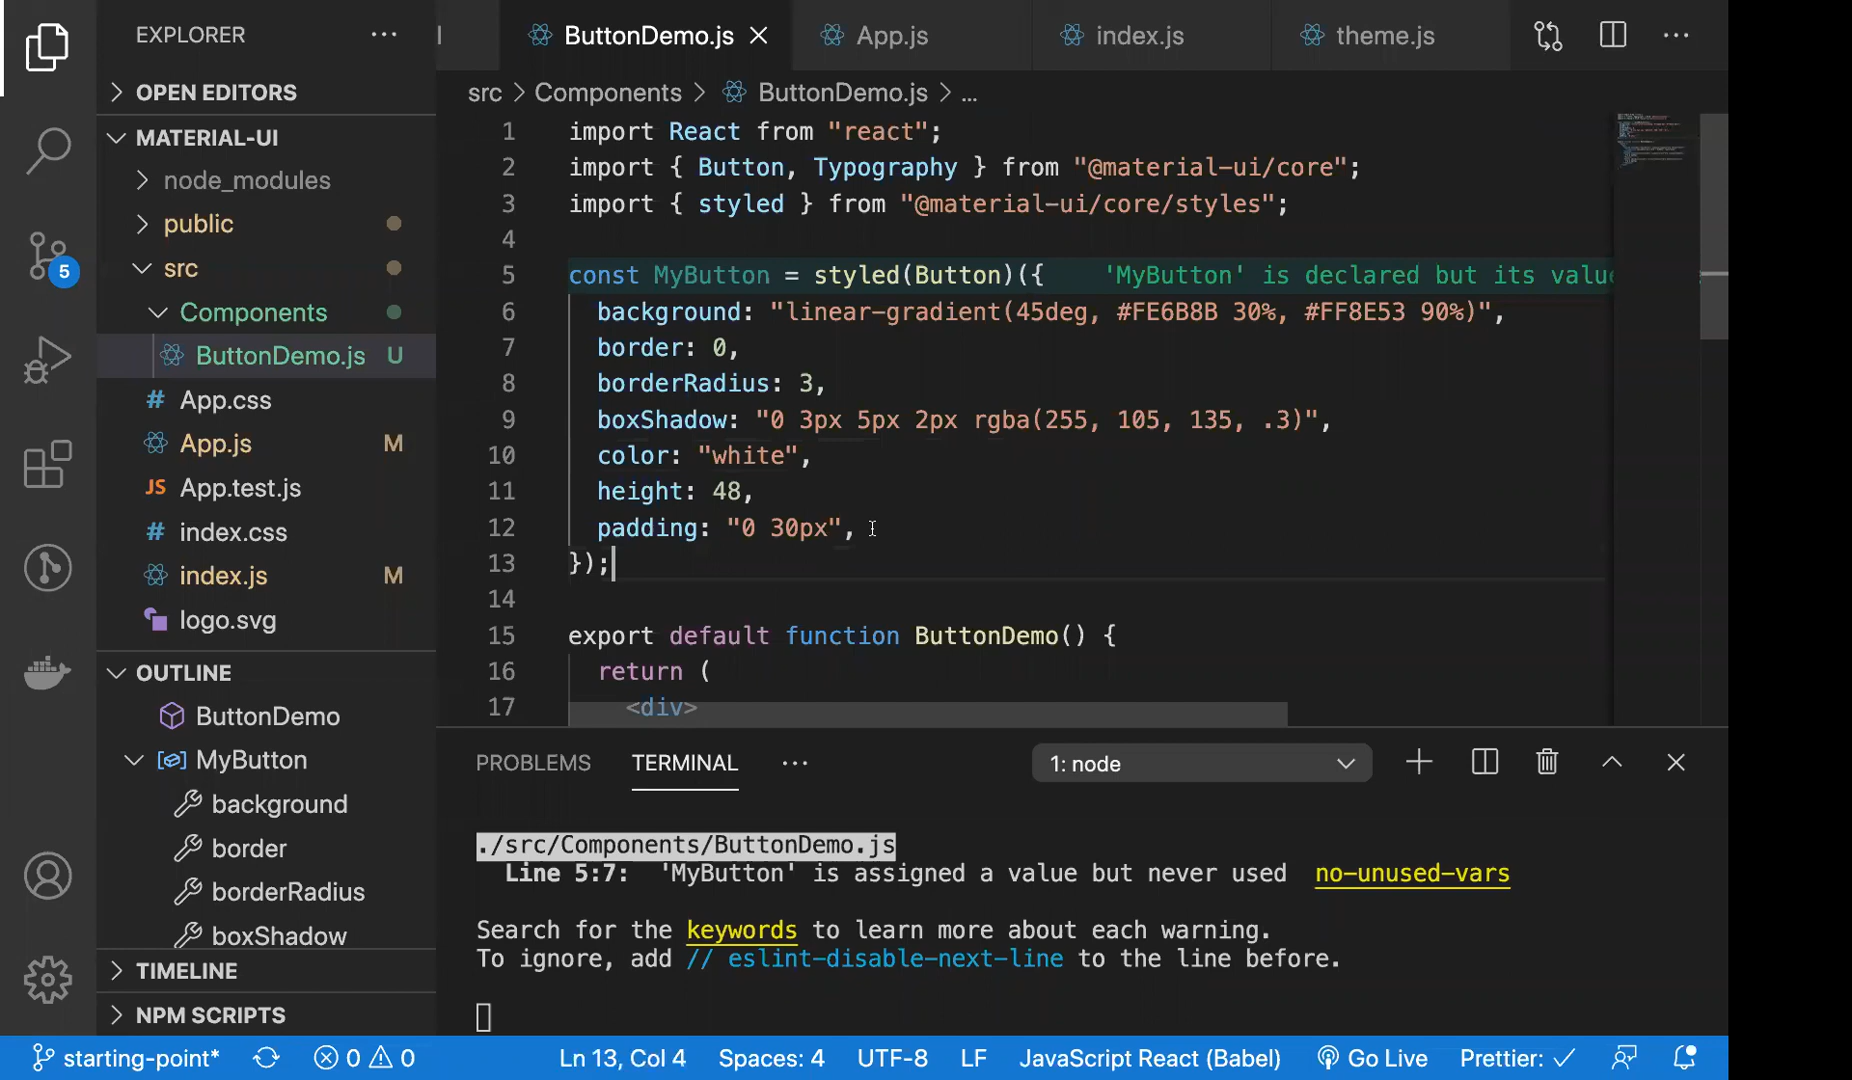 EXPLORER
OPEN EDITORS
MATERIAL-UI
node_modules
public
src
Components
ButtonDemo.js U
# App.css
App.js M
JS App.test.js
# index.css
index.js M
logo.svg
OUTLINE
ButtonDemo
MyButton
background
border
borderRadius
boxShadow
TIMELINE
NPM SCRIPTS
5
ButtonDemo.js
App.js
index.js
theme.js
src > Components > ButtonDemo.js > ...
1 import React from "react";
2 import { Button, Typography } from "@material-ui/core";
3 import { styled } from "@material-ui/core/styles";
4
5 const MyButton = styled(Button)({ 'MyButton' is declared but its value
6 background: "linear-gradient(45deg, #FE6B8B 30%, #FF8E53 90%)",
7 border: 0,
8 borderRadius: 3,
9 boxShadow: "0 3px 5px 2px rgba(255, 105, 135, .3)",
10 color: "white",
11 height: 48,
12 padding: "0 30px",
13 });
14
15 export default function ButtonDemo() {
16 return (
17 <div>
PROBLEMS TERMINAL ... 1: node
./src/Components/ButtonDemo.js
Line 5:7: 'MyButton' is assigned a value but never used no-unused-vars
Search for the keywords to learn more about each warning.
To ignore, add // eslint-disable-next-line to the line before.
starting-point* 0 0 Ln 13, Col 4 Spaces: 4 UTF-8 LF JavaScript React (Babel) Go Live Prettier: ✓